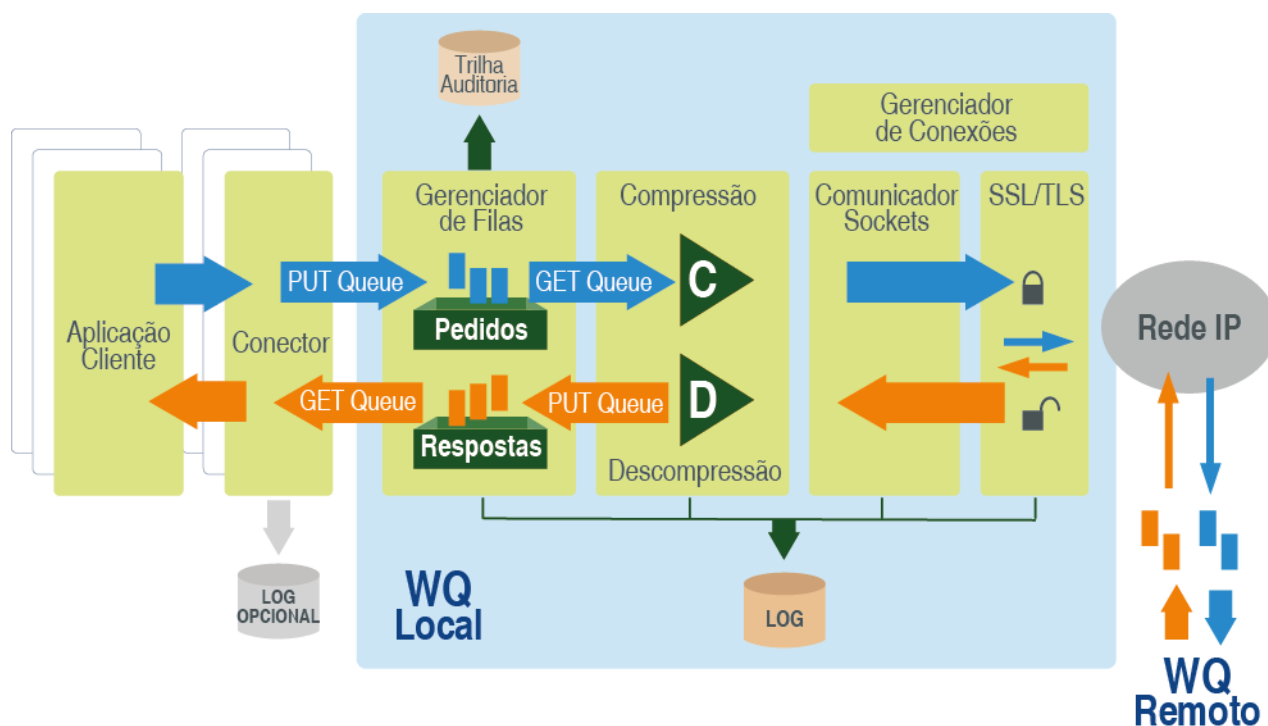 Trilha
Auditoria
Gerenciador
de Conexões
Aplicação
Cliente
Conector
Gerenciador
de Filas
Compressão
Comunicador
Sockets
SSL/TLS
PUT Queue
GET Queue
C
Pedidos
Rede IP
GET Queue
PUT Queue
D
Respostas
Descompressão
LOG
OPCIONAL
WQ
Local
LOG
WQ
Remoto